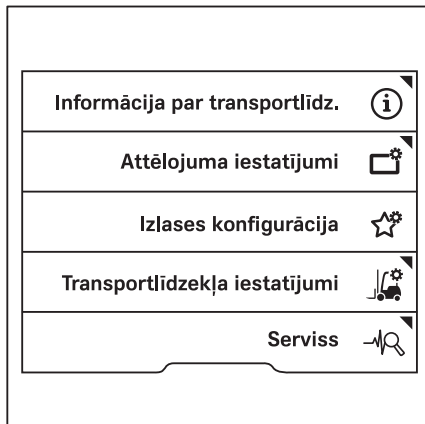 Informācija par transportlīdz.
Attēlojuma iestatījumi
Izlases konfigurācija
Transportlīdzekļa iestatījumi
Serviss